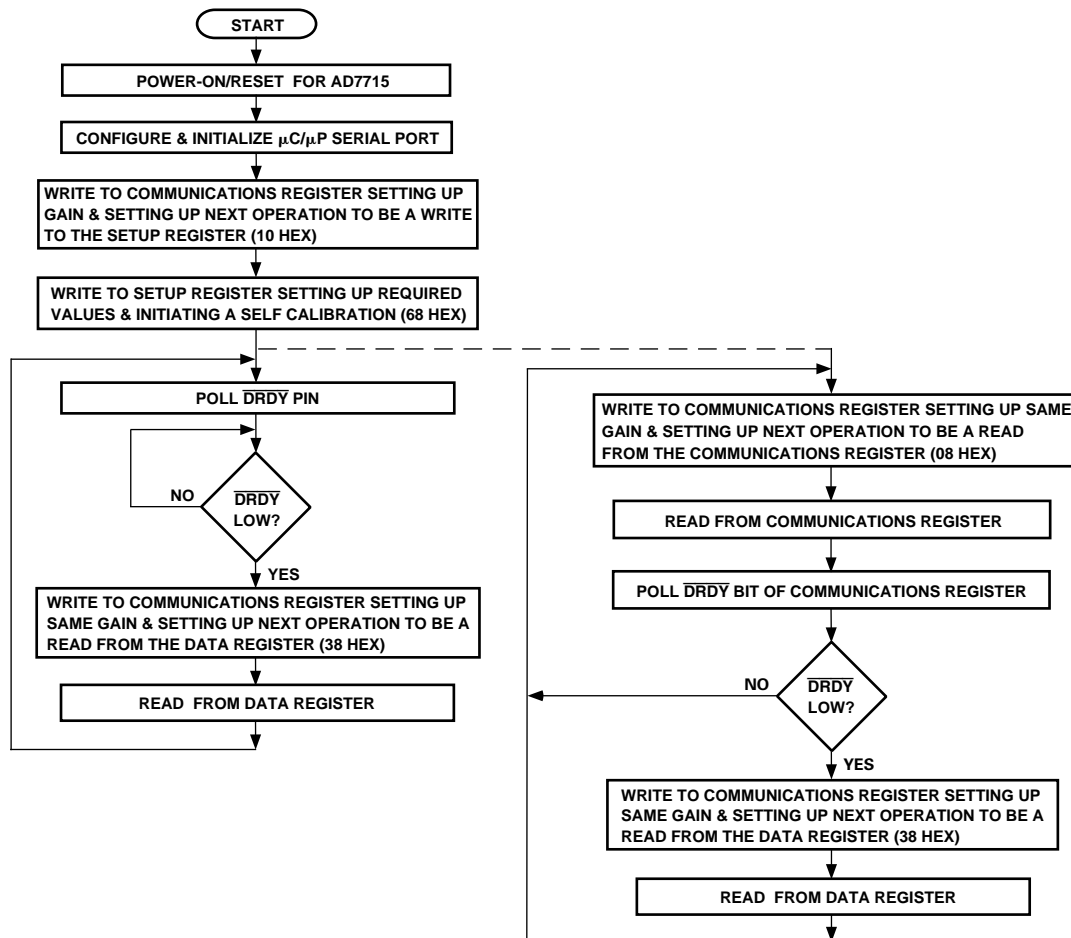 START
POWER-ON/RESET FOR AD7715
CONFIGURE & INITIALIZE μC/μP SERIAL PORT
WRITE TO COMMUNICATIONS REGISTER SETTING UP
GAIN & SETTING UP NEXT OPERATION TO BE A WRITE
TO THE SETUP REGISTER (10 HEX)
WRITE TO SETUP REGISTER SETTING UP REQUIRED
VALUES & INITIATING A SELF CALIBRATION (68 HEX)
POLL DRDY PIN
NO
DRDY
LOW?
YES
WRITE TO COMMUNICATIONS REGISTER SETTING UP
SAME GAIN & SETTING UP NEXT OPERATION TO BE A
READ FROM THE DATA REGISTER (38 HEX)
READ FROM DATA REGISTER
WRITE TO COMMUNICATIONS REGISTER SETTING UP SAME
GAIN & SETTING UP NEXT OPERATION TO BE A READ
FROM THE COMMUNICATIONS REGISTER (08 HEX)
READ FROM COMMUNICATIONS REGISTER
POLL DRDY BIT OF COMMUNICATIONS REGISTER
NO
DRDY
LOW?
YES
WRITE TO COMMUNICATIONS REGISTER SETTING UP
SAME GAIN & SETTING UP NEXT OPERATION TO BE A
READ FROM THE DATA REGISTER (38 HEX)
READ FROM DATA REGISTER